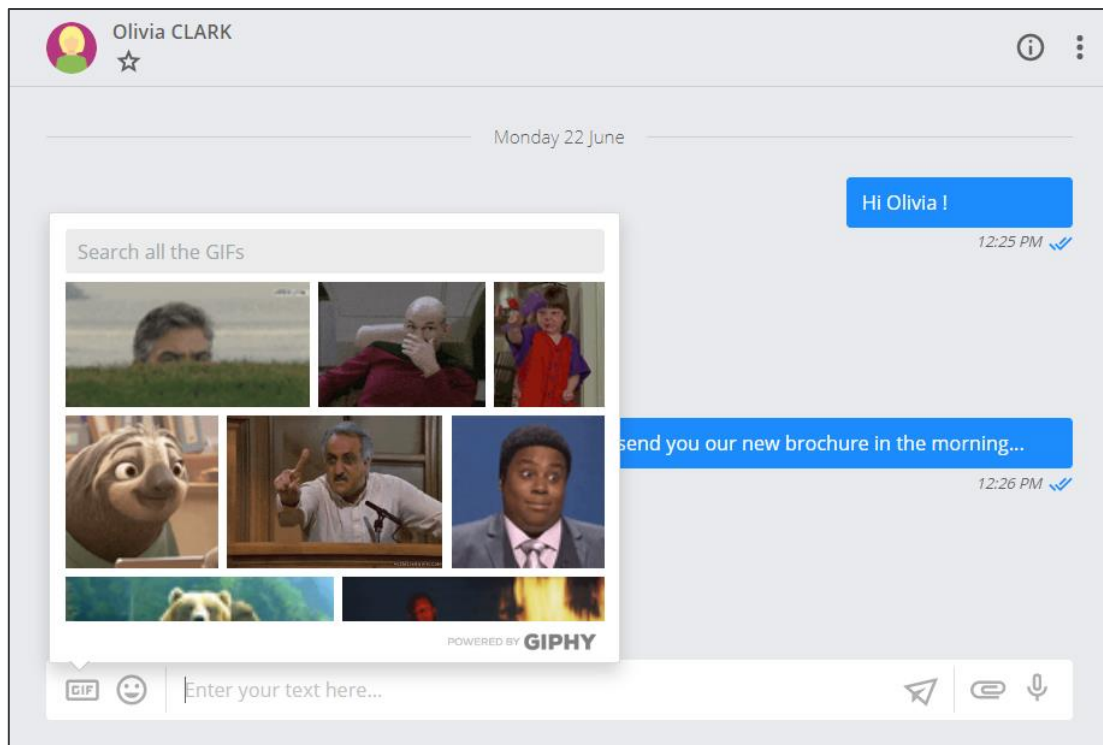 Olivia CLARK
Monday 22 June
Hi Olivia !
12:25 PM
Search all the GIFs
send you our new brochure in the morning...
12:26 PM
POWERED BY GIPHY
GIF
Enter your text here...